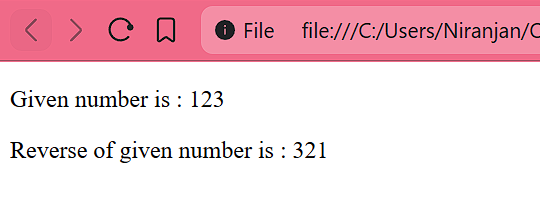 File file:///C:/Users/Niranjan/
Given number is : 123
Reverse of given number is : 321